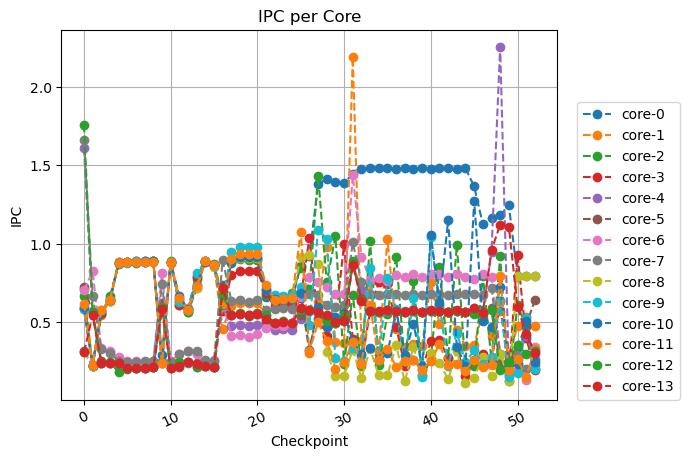 IPC per Core
IPC
2.0
1.5
1.0
0.5
0
10
20
30
40
50
Checkpoint
core-0
core-1
core-2
core-3
core-4
core-5
core-6
core-7
core-8
core-9
core-10
core-11
core-12
core-13